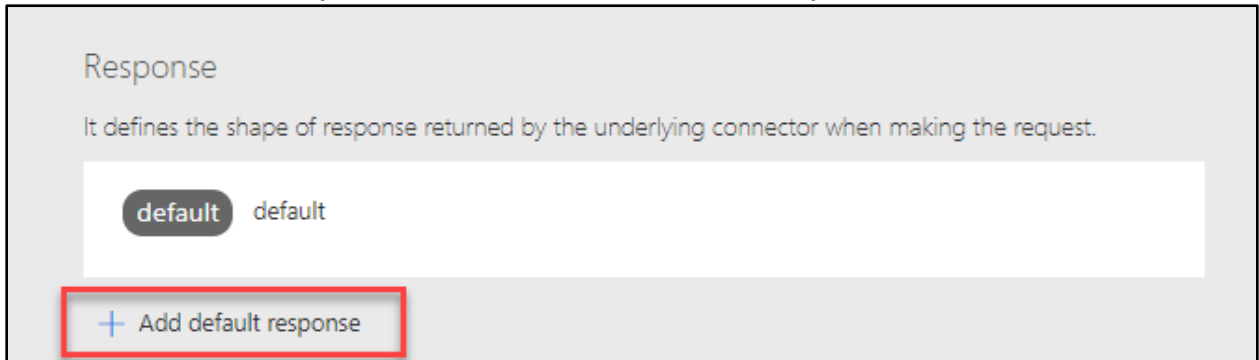 Response
It defines the shape of response returned by the underlying connector when making the request.
default default
+ Add default response